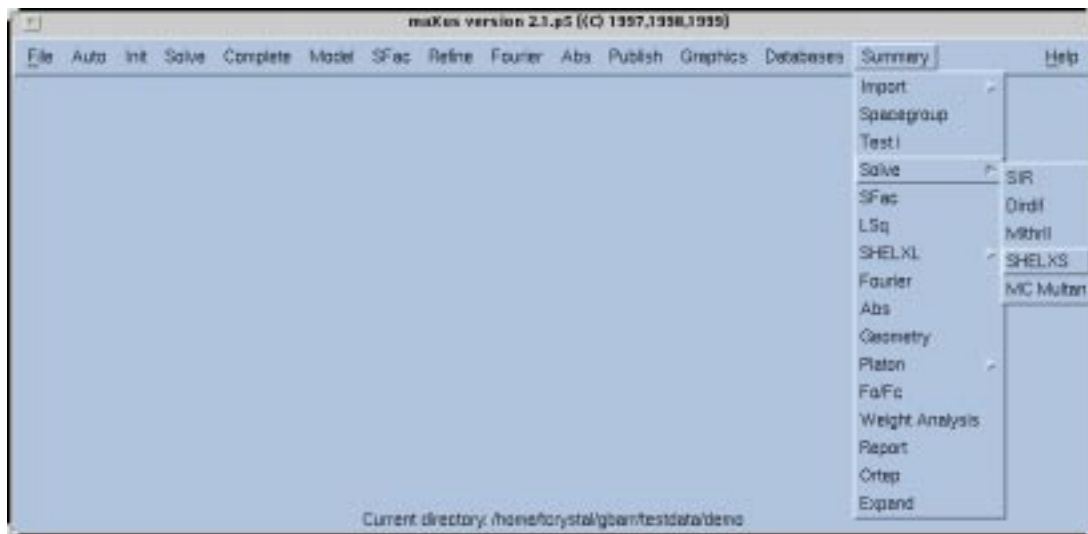 maXus version 2.1.p5 ((C) 1997,1998,1999)
File Auto Init Solve Complete Model SFac Refine Fourier Abs Publish Graphics Databases Summary Help
Import
Spacegroup
Test i
Solve
SFac
LSq
SHELXL
Fourier
Abs
Geometry
Platon
Fo/Fc
Weight Analysis
Report
Ortep
Expand
SIR
Dirdif
Mithril
SHELXS
MC Multan
Current directory: /home/tcrystal/gbarn/testdata/demo